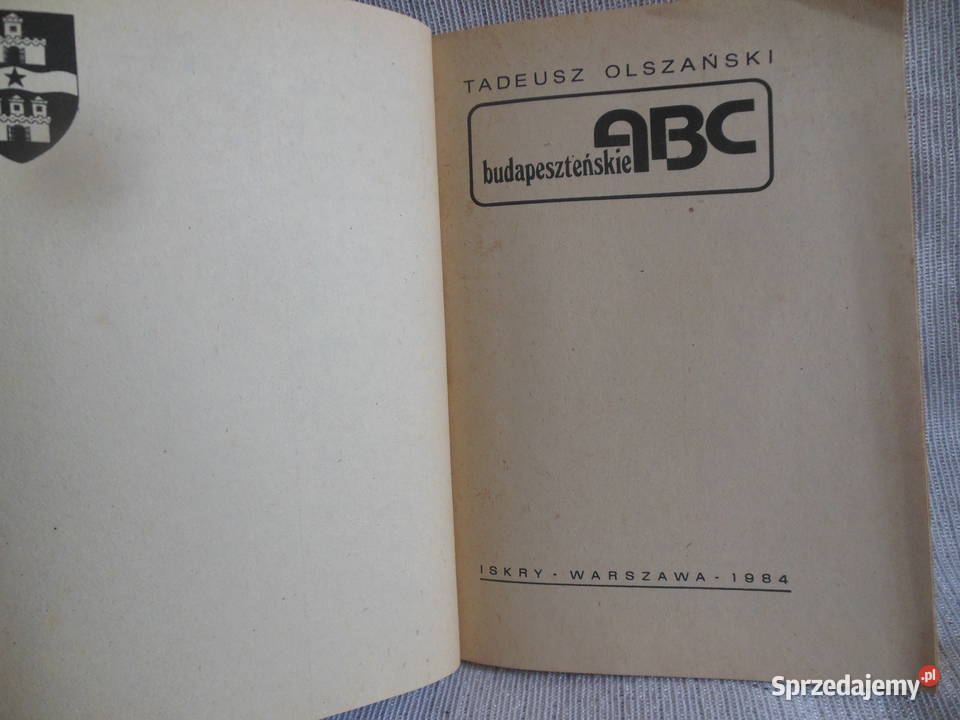 TADEUSZ OLSZAŃSKI
budapeszteńskie ABC
ISKRY - WARSZAWA - 1984
Sprzedajemy.pl